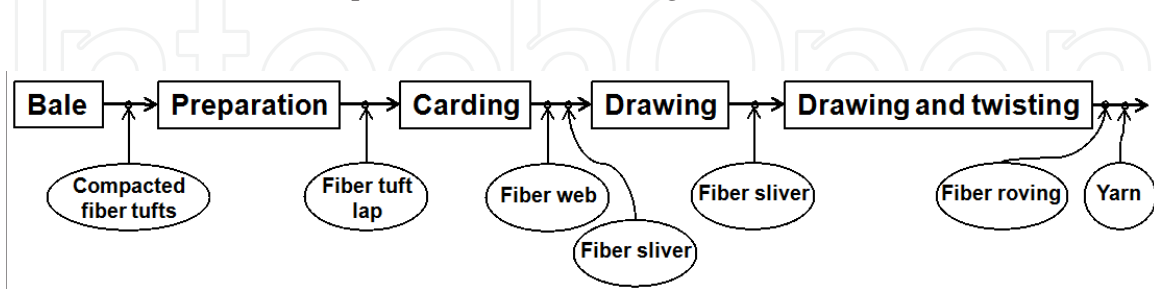 IntechOpen
Bale
Preparation
Carding
Drawing
Drawing and twisting
Compacted
fiber tufts
Fiber tuft
lap
Fiber web
Fiber sliver
Fiber sliver
Fiber roving
Yarn